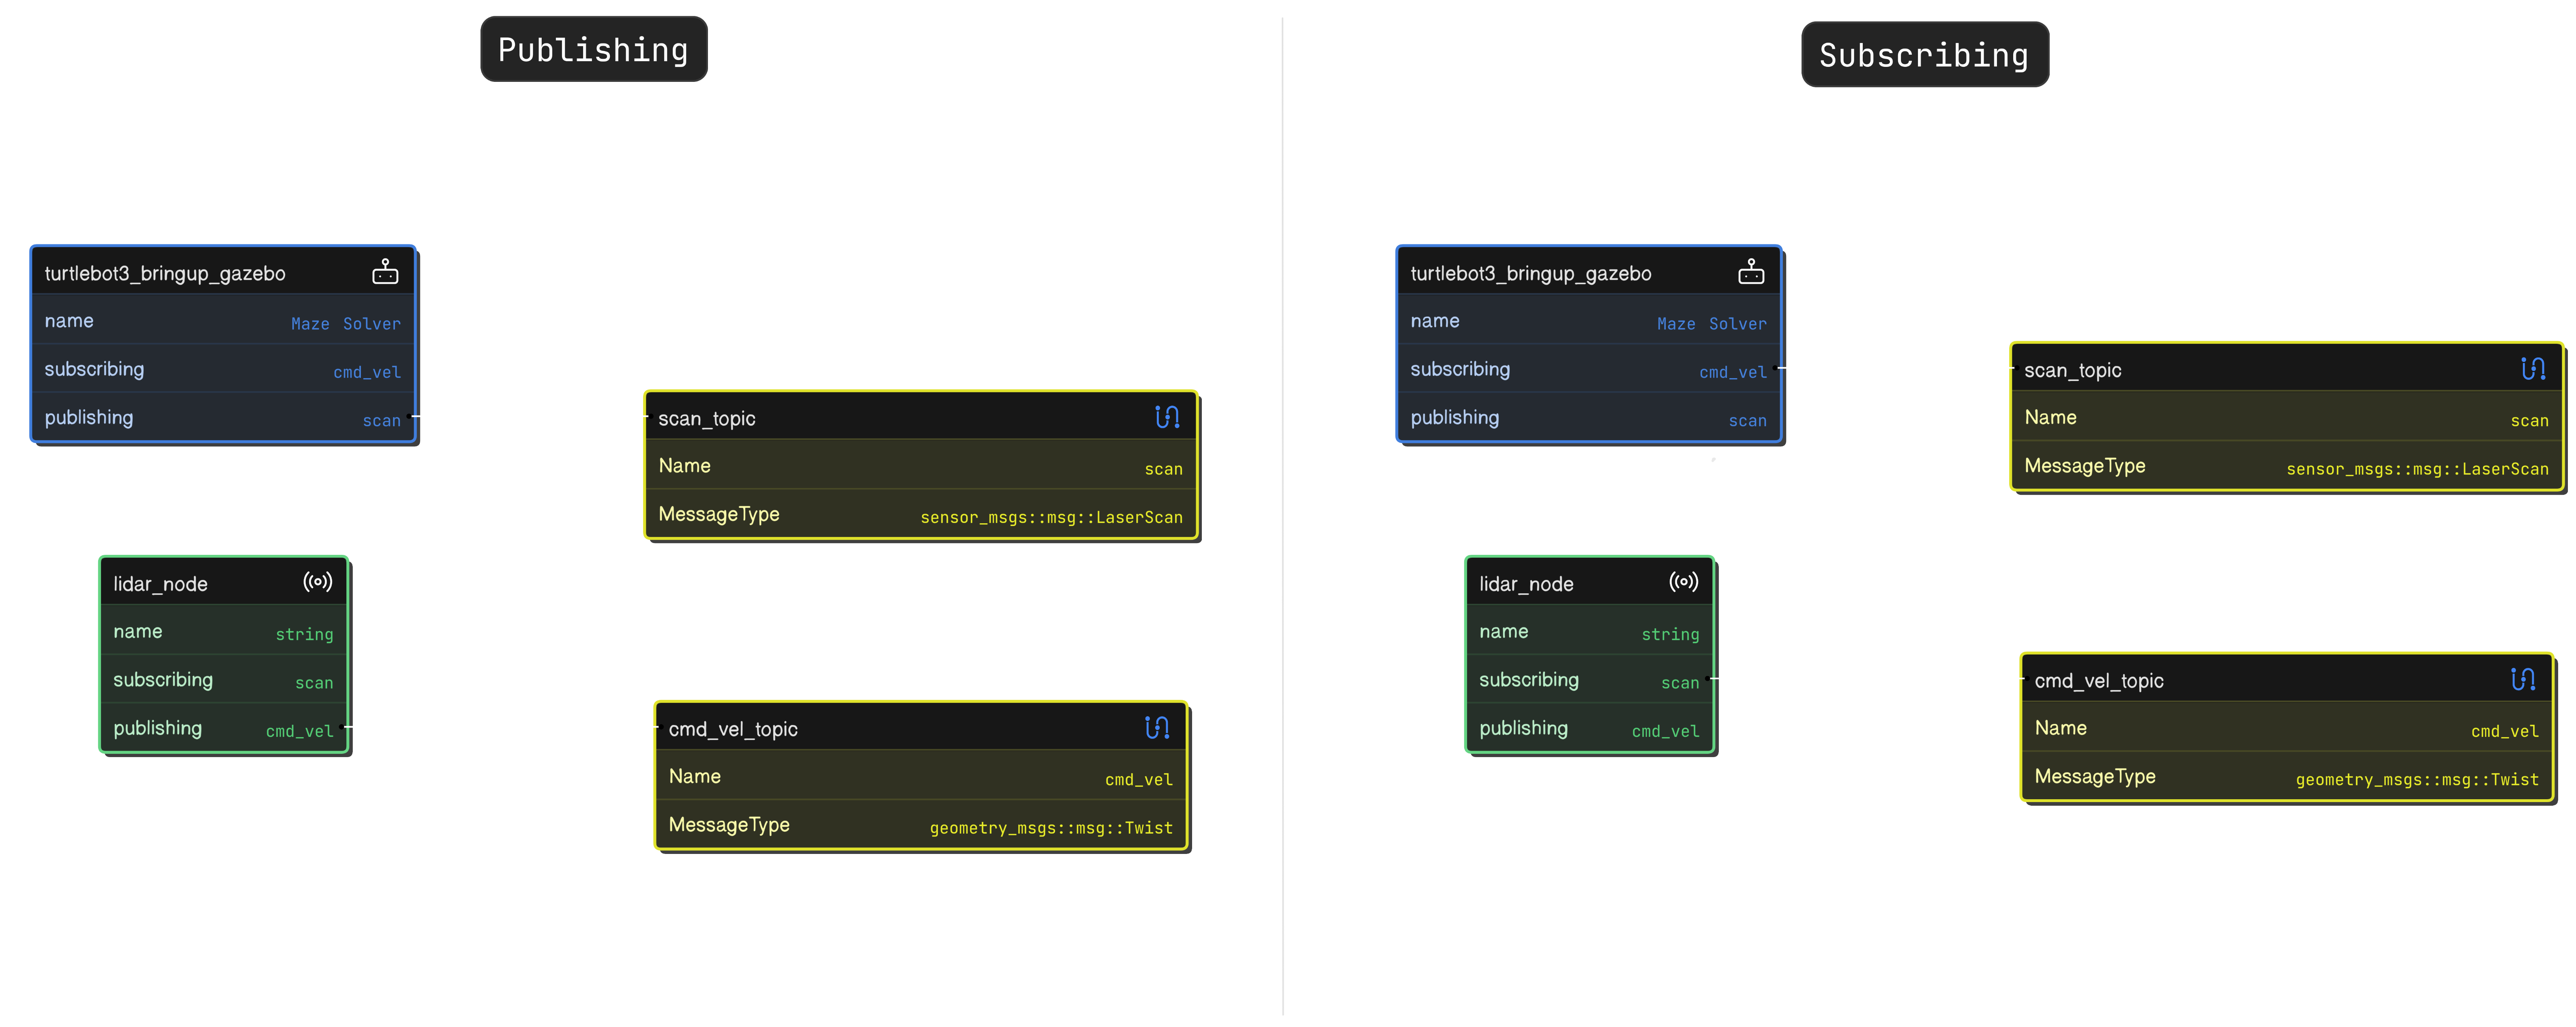 Publishing
turtlebot3_bringup_gazebo
name Maze Solver
subscribing cmd_vel
publishing scan
scan_topic
Name scan
MessageType sensor_msgs::msg::LaserScan
lidar_node
name string
subscribing scan
publishing cmd_vel
cmd_vel_topic
Name cmd_vel
MessageType geometry_msgs::msg::Twist
Subscribing
turtlebot3_bringup_gazebo
name Maze Solver
subscribing cmd_vel
publishing scan
scan_topic
Name scan
MessageType sensor_msgs::msg::LaserScan
lidar_node
name string
subscribing scan
publishing cmd_vel
cmd_vel_topic
Name cmd_vel
MessageType geometry_msgs::msg::Twist